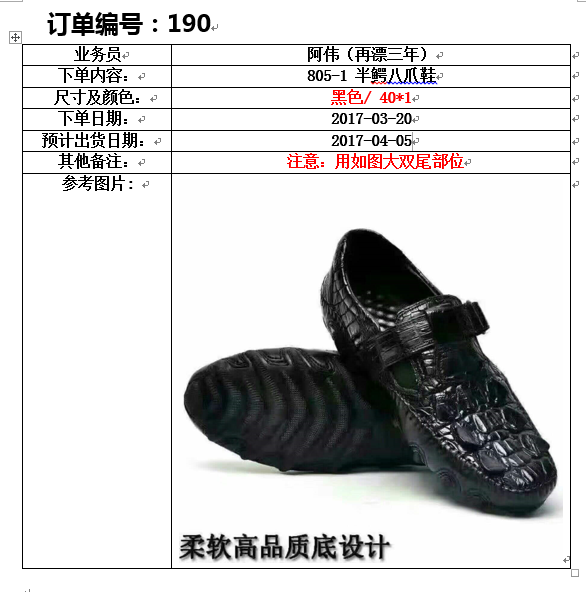 订单编号：190
业务员 阿伟（再漂三年）
下单内容： 805-1 半鳄八爪鞋
尺寸及颜色： 黑色/ 40*1
下单日期： 2017-03-20
预计出货日期： 2017-04-05
其他备注： 注意：用如图大双尾部位
参考图片：
柔软高品质底设计